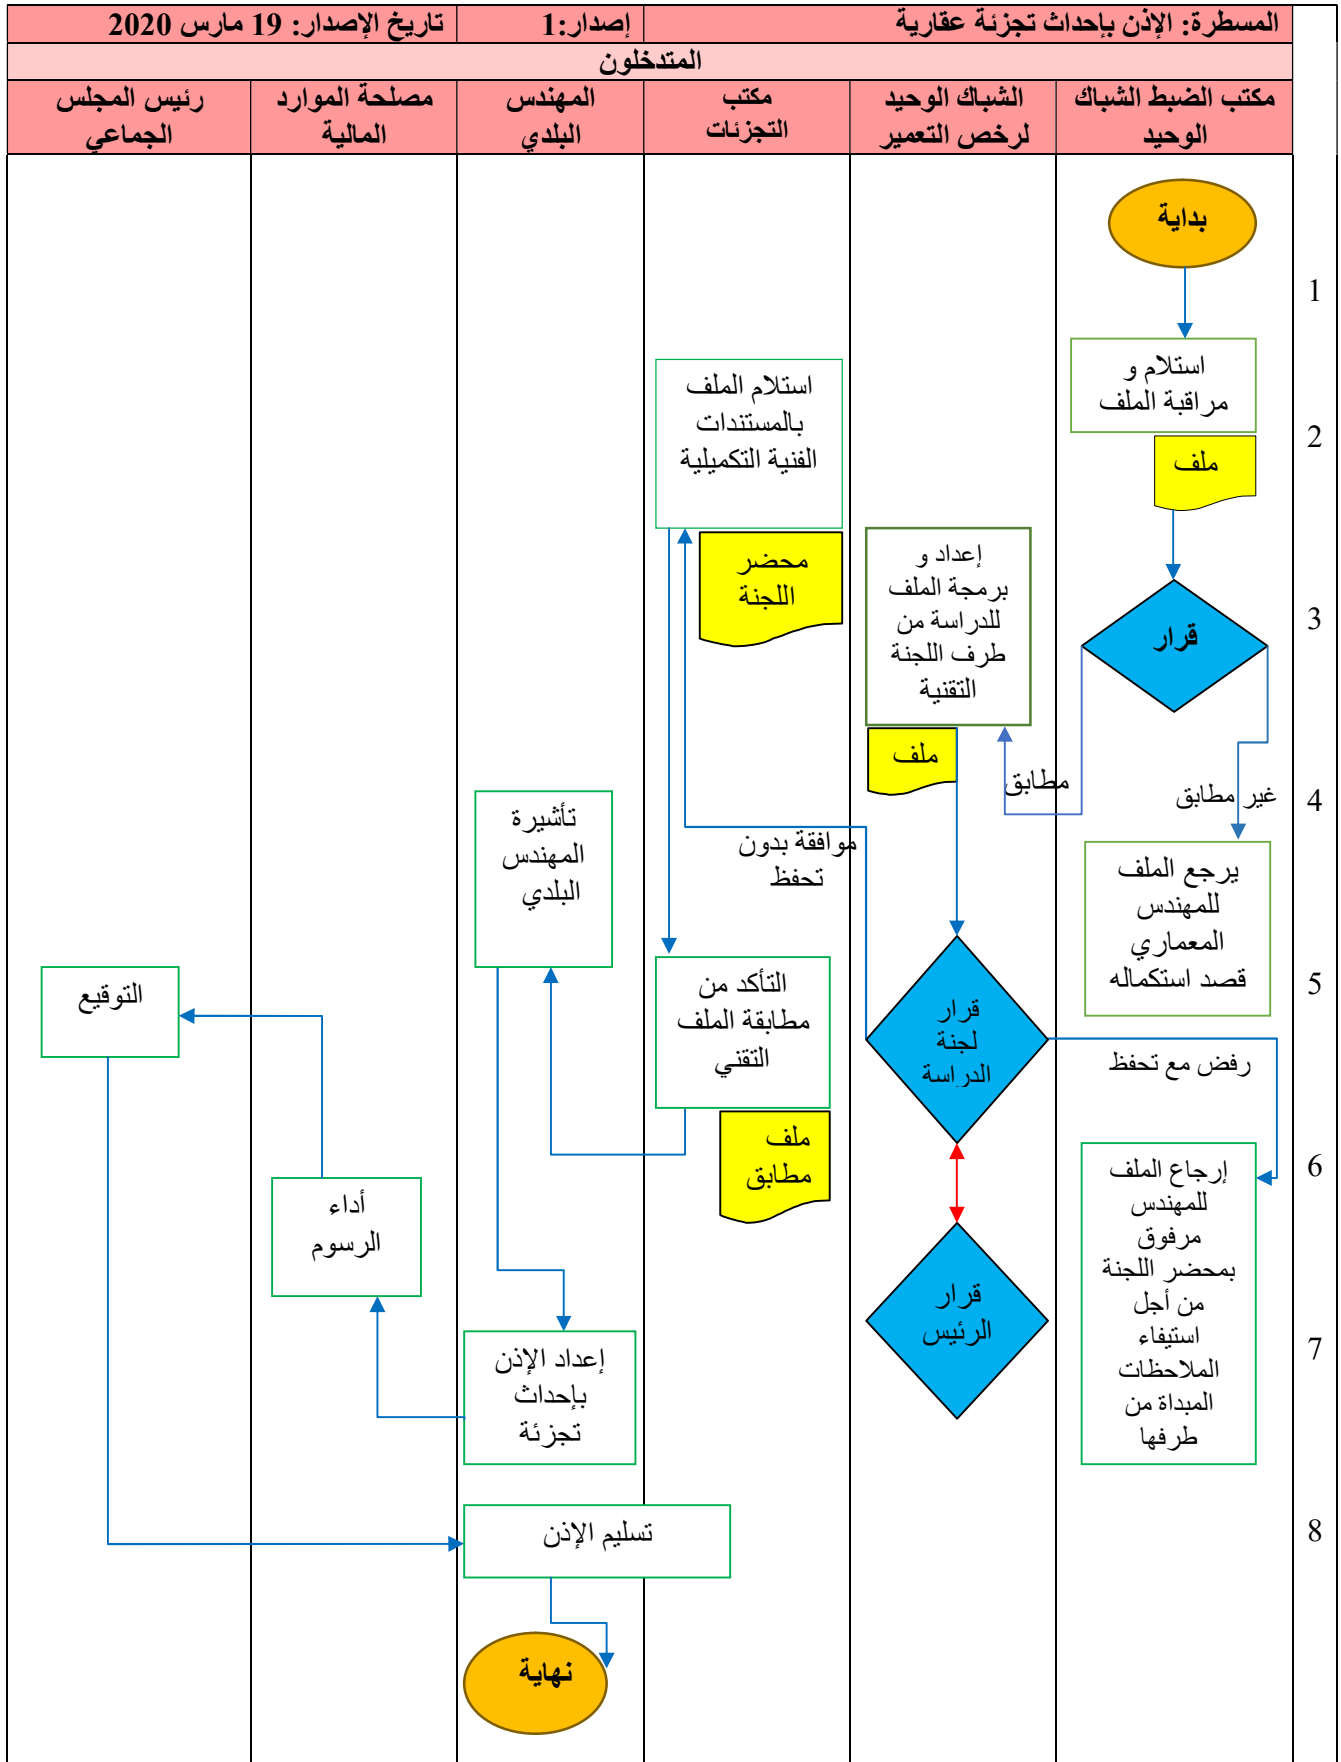 المسطرة: الإذن بإحداث تجزئة عقارية
إصدار:1
تاريخ الإصدار: 19 مارس 2020
المتدخلون
مكتب الضبط الشباك
الوحيد
الشباك الوحيد
لرخص التعمير
مكتب
التجزئات
المهندس
البلدي
مصلحة الموارد
المالية
رئيس المجلس
الجماعي
بداية
1
استلام و
مراقبة الملف
2
ملف
استلام الملف
بالمستندات
الفنية التكميلية
محضر
اللجنة
إعداد و
برمجة الملف
للدراسة من
طرف اللجنة
التقنية
ملف
3
قرار
مطابق
غير مطابق
4
يرجع الملف
للمهندس
المعماري
قصد استكماله
موافقة بدون
تحفظ
تأشيرة
المهندس
البلدي
5
قرار
لجنة
الدراسة
التأكد من
مطابقة الملف
التقني
التوقيع
رفض مع تحفظ
ملف
مطابق
6
إرجاع الملف
للمهندس
مرفوق
بمحضر اللجنة
من أجل
استيفاء
الملاحظات
المبداة من
طرفها
أداء
الرسوم
قرار
الرئيس
7
إعداد الإذن
بإحداث
تجزئة
8
تسليم الإذن
نهاية